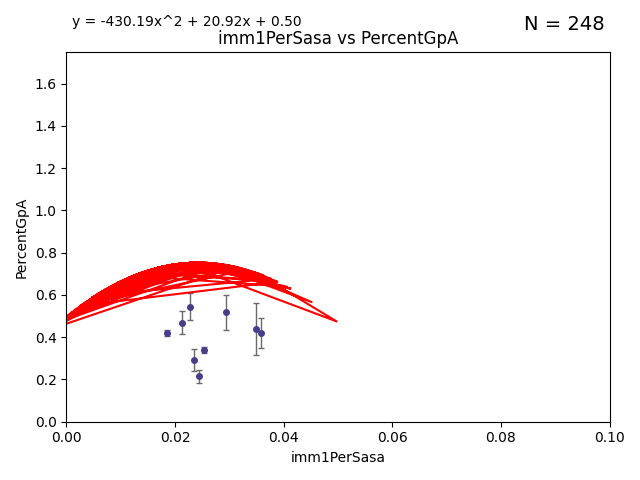 y = -430.19x^2 + 20.92x + 0.50
N = 248
imm1PerSasa vs PercentGpA
PercentGpA
1.6
1.4
1.2
1.0
0.8
0.6
0.4
0.2
0.0
0.00 0.02 0.04 0.06 0.08 0.10
imm1PerSasa